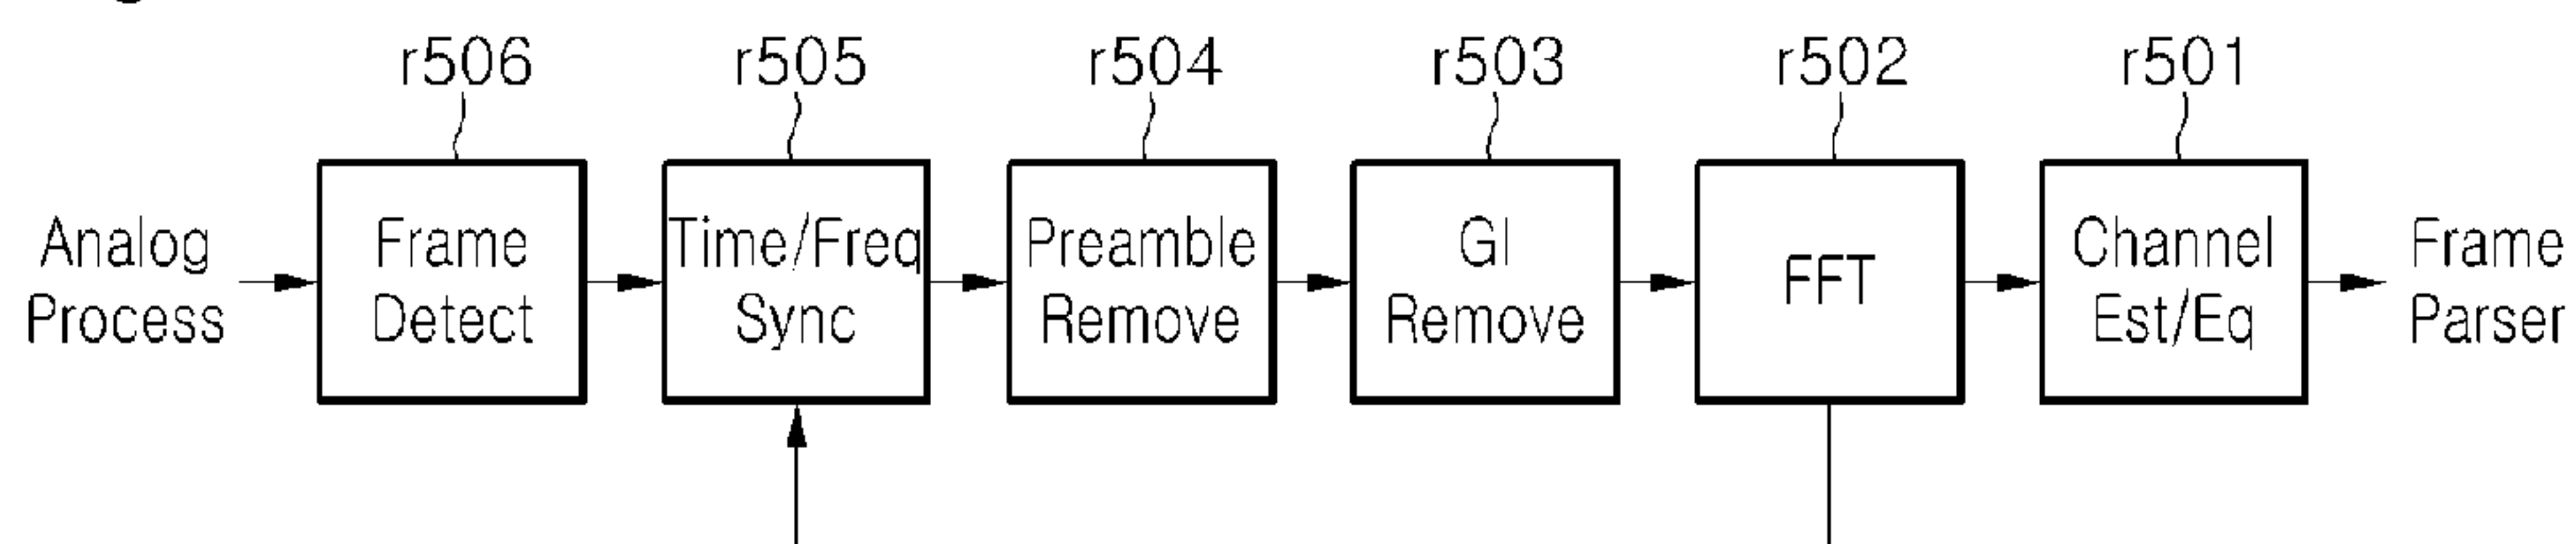 r506 r505 r504 r503 r502 r501
Analog Process
Frame Detect
Time/Freq Sync
Preamble Remove
GI Remove
FFT
Channel Est/Eq
Frame Parser